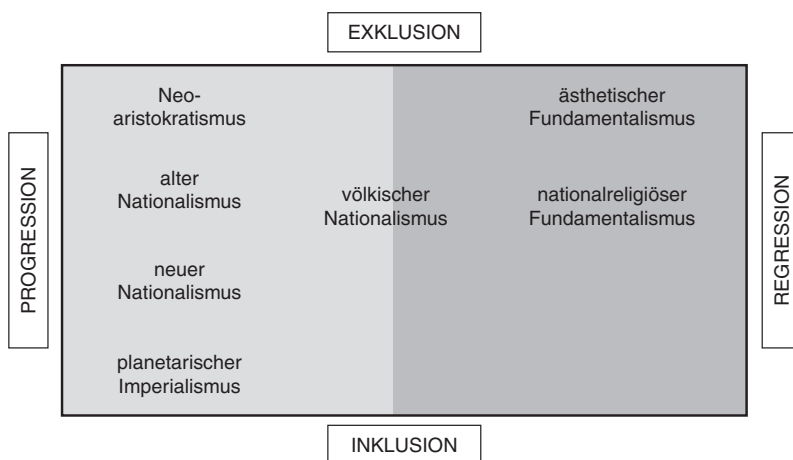 EXKLUSION
Neo-
aristokratismus
ästhetischer
Fundamentalismus
PROGRESSION
alter
Nationalismus
völkischer
Nationalismus
nationalreligiöser
Fundamentalismus
REGRESSION
neuer
Nationalismus
planetarischer
Imperialismus
INKLUSION